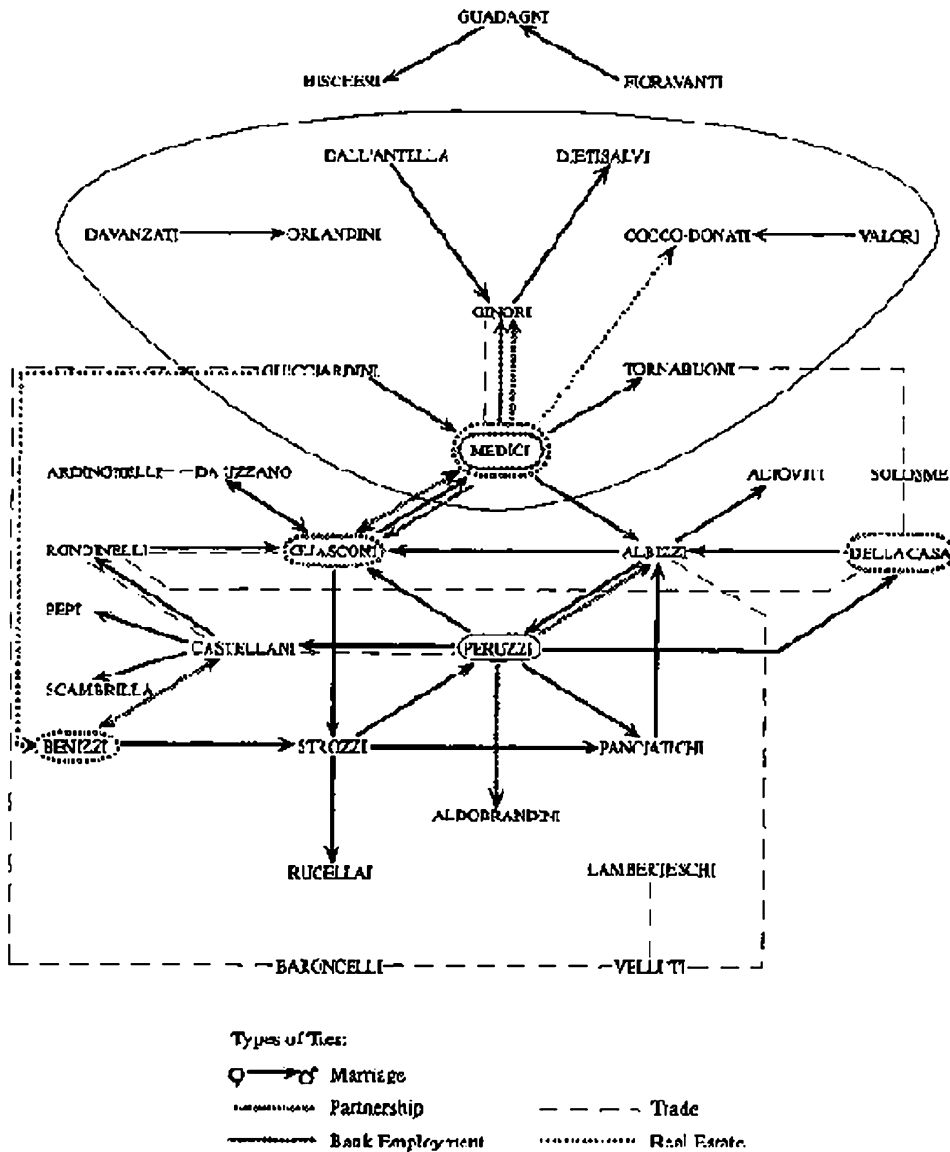 GUADAGNI
BISCHERI FIORAVANTI
DALL'ANTELLA DIETISALVI
DAVANZATI ORLANDINI COCCO-DONATI VALORI
GINORI
GUICCIARDINI TORNABUONI
MEDICI
ARDINGHELLI DA UZZANO ALTOVITI SOLOSMEI
RONDINELLI GUASCONI ALBIZZI DELLA CASA
PEPI
CASTELLANI PERUZZI
SCAMBRILLA
BENIZZI STROZZI PANCIATICHI
ALDOBRANDINI
RUCELLAI LAMBERTESCHI
BARONCELLI VELLUTI
Types of Ties:
Marriage
Partnership Trade
Bank Employment Real Estate